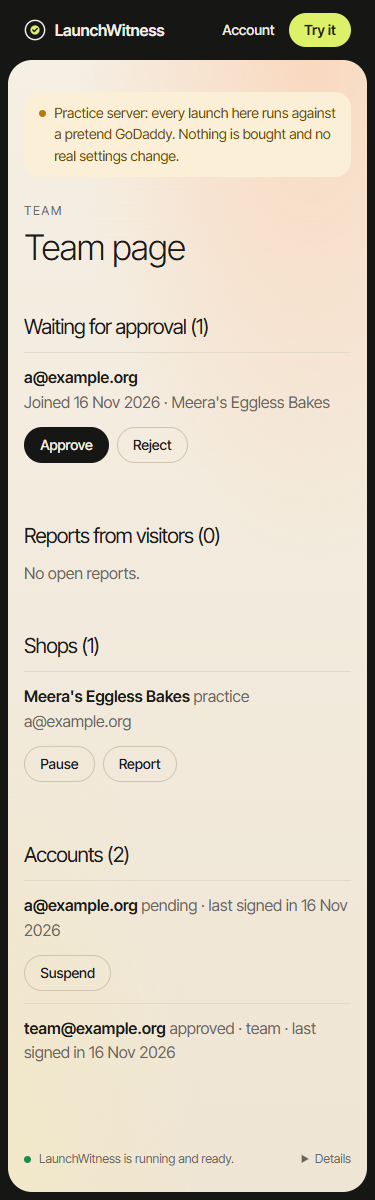 LaunchWitness Account Try it
Practice server: every launch here runs against
a pretend GoDaddy. Nothing is bought and no
real settings change.
TEAM
Team page
Waiting for approval (1)
a@example.org
Joined 16 Nov 2026 · Meera's Eggless Bakes
Approve Reject
Reports from visitors (0)
No open reports.
Shops (1)
Meera's Eggless Bakes practice
a@example.org
Pause Report
Accounts (2)
a@example.org pending · last signed in 16 Nov
2026
Suspend
team@example.org approved · team · last
signed in 16 Nov 2026
LaunchWitness is running and ready. ▶ Details